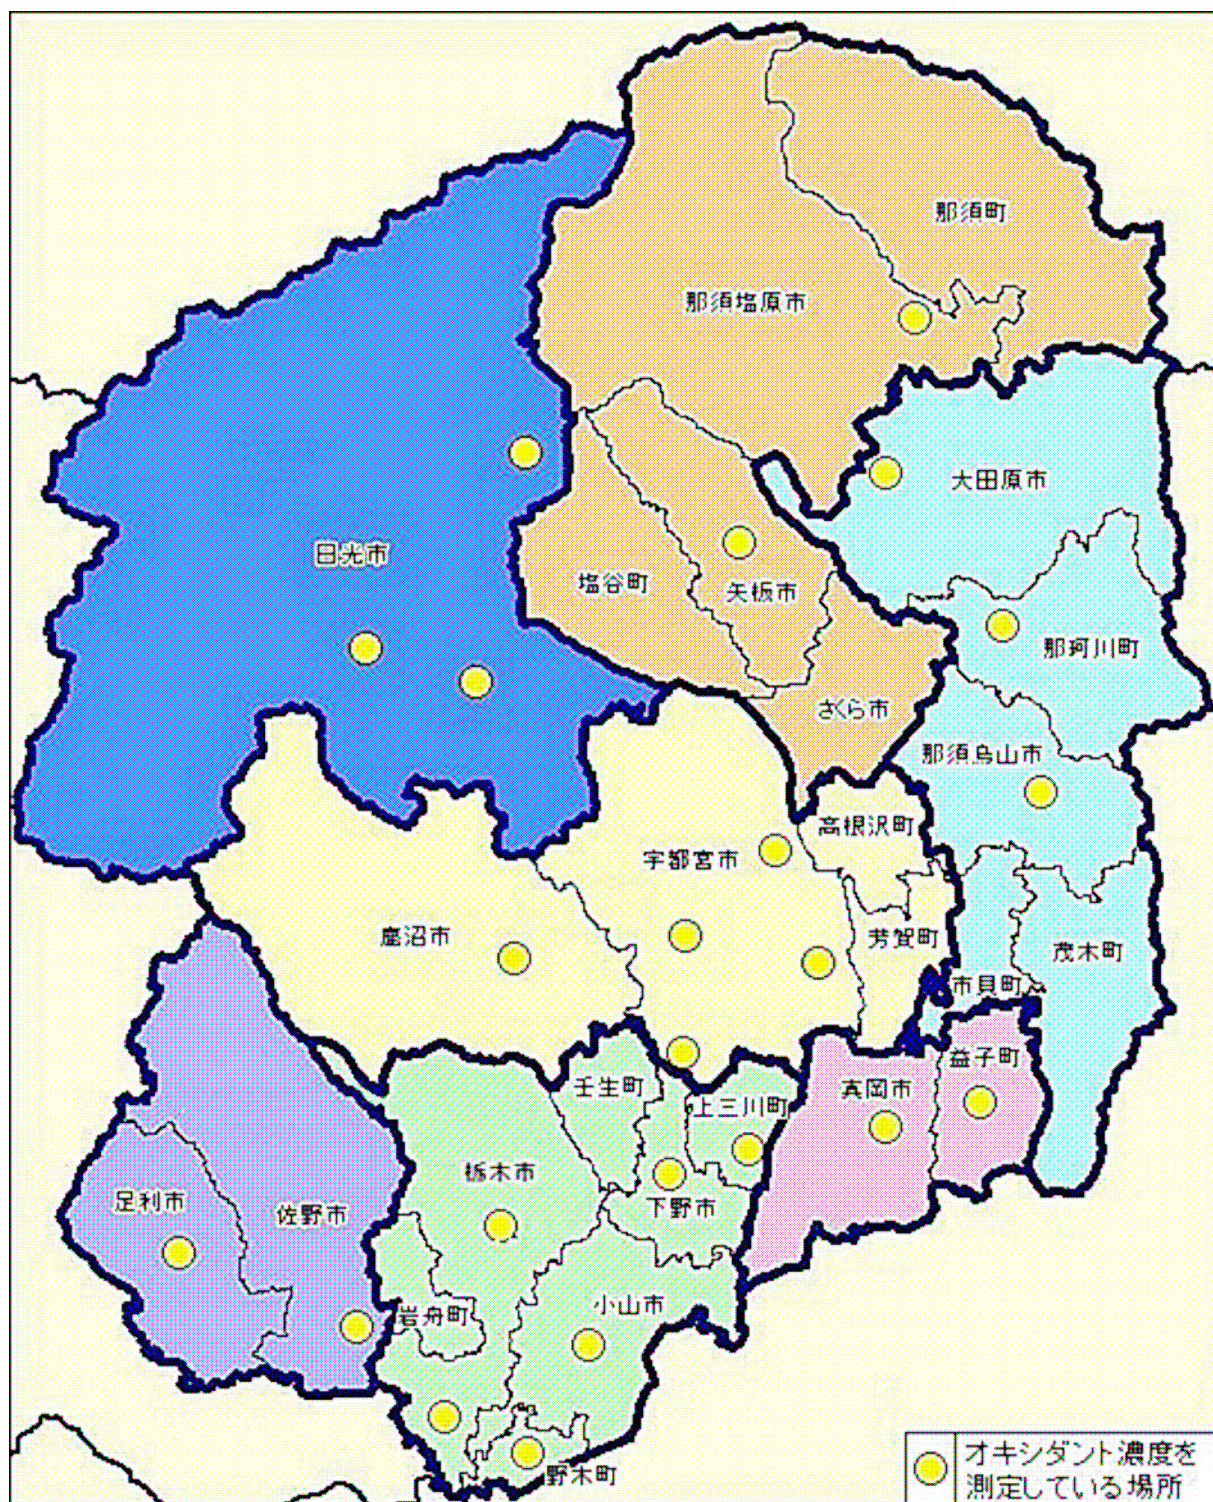 那須町
那須塩原市
大田原市
日光市
塩谷町
矢板市
那珂川町
さくら市
那須烏山市
高根沢町
宇都宮市
鹿沼市
芳賀町
茂木町
市貝町
益子町
壬生町
上三川町
真岡市
栃木市
足利市
佐野市
下野市
岩舟町
小山市
野木町
オキシダント濃度を
測定している場所